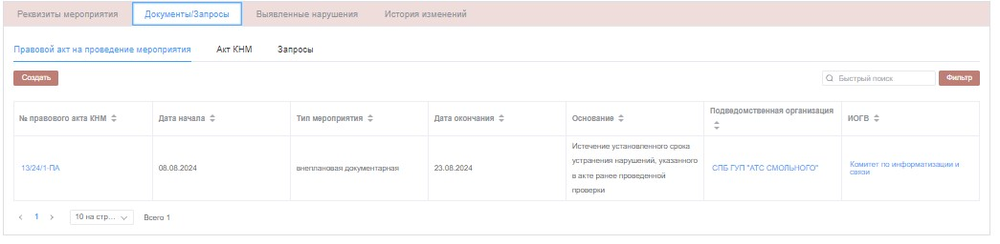 Реквизиты мероприятия Документы/Запросы Выявленные нарушения История изменений
Правовой акт на проведение мероприятия Акт КНМ Запросы
Создать Быстрый поиск Фильтр
№ правового акта КНМ Дата начала Тип мероприятия Дата окончания Основание Подведомственная организация ИОГВ
13/24/1-ПА 08.08.2024 внеплановая документарная 23.08.2024 Истечение установленного срока
устранения нарушений, указанного
в акте ранее проведенной
проверки
СПБ ГУП "АТС СМОЛЬНОГО" Комитет по информатизации и
связи
< 1 > 10 на стр... Всего 1